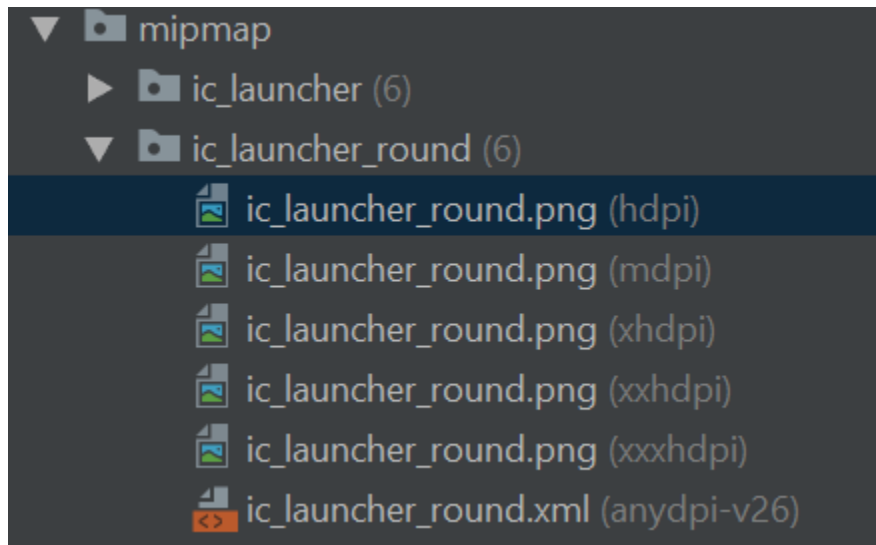 mipmap
ic_launcher (6)
ic_launcher_round (6)
ic_launcher_round.png (hdpi)
ic_launcher_round.png (mdpi)
ic_launcher_round.png (xhdpi)
ic_launcher_round.png (xxhdpi)
ic_launcher_round.png (xxxhdpi)
ic_launcher_round.xml (anydpi-v26)